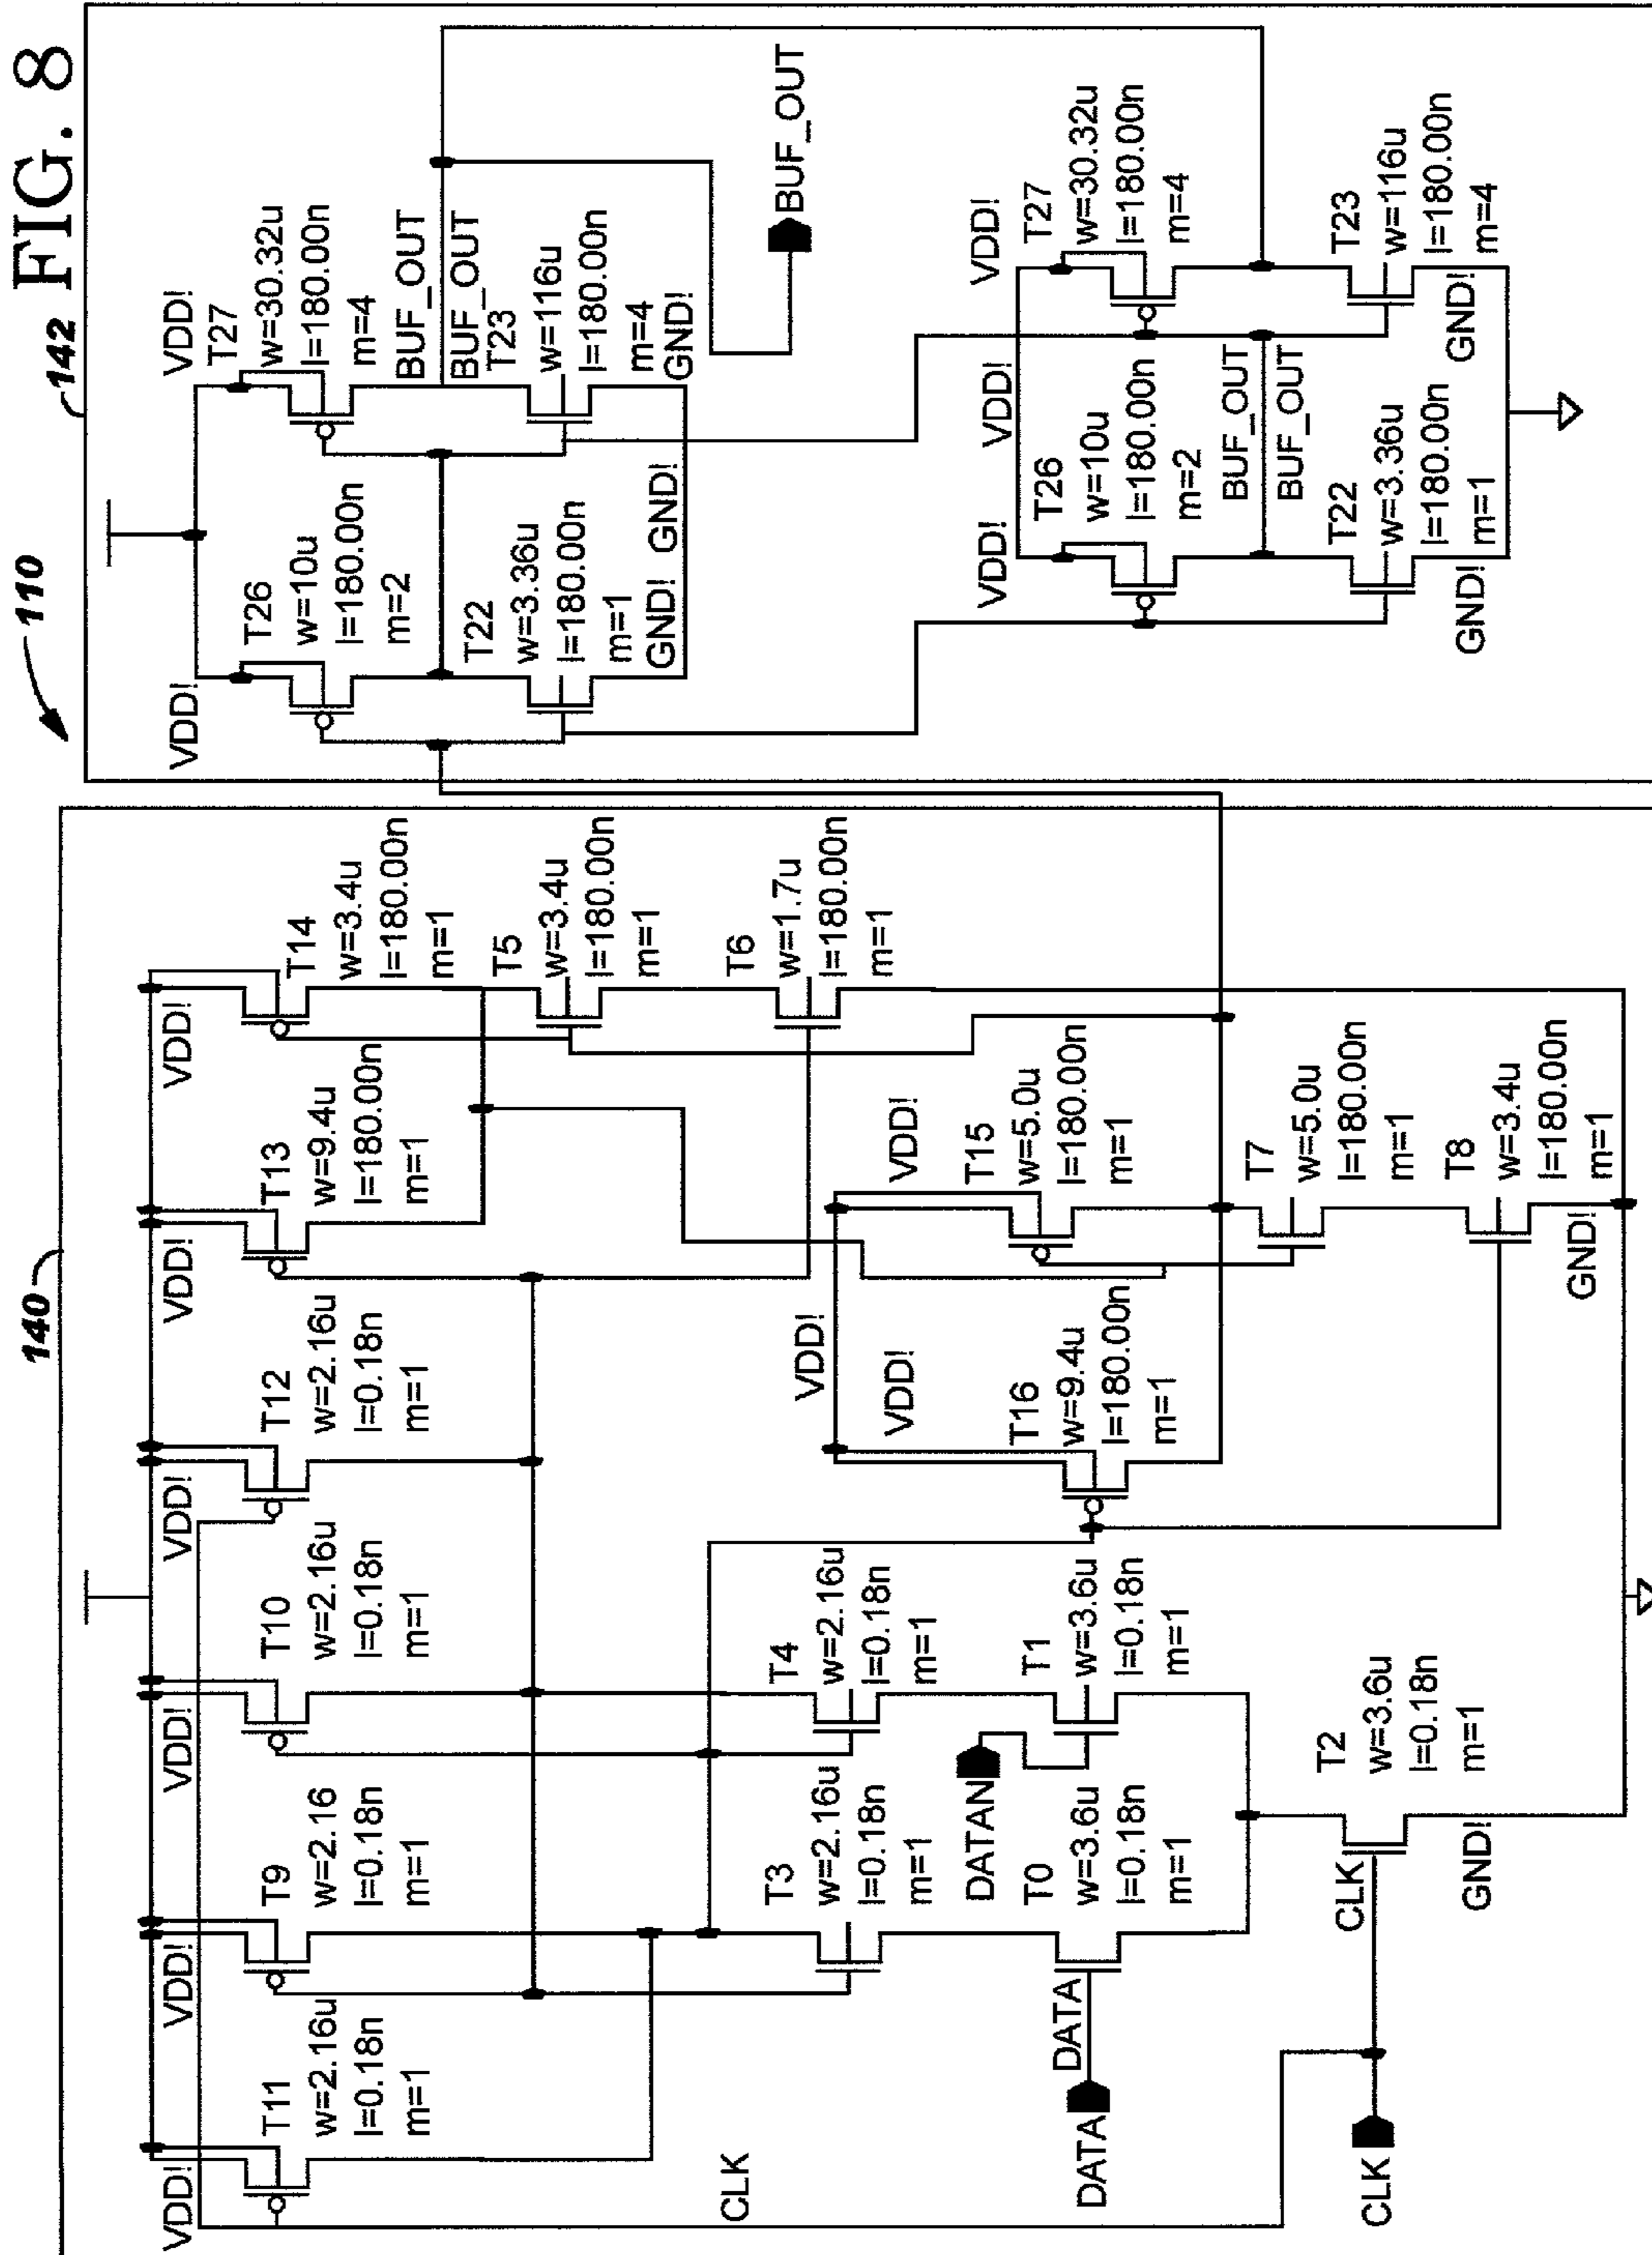 FIG. 8
110
140
142
VDD!
T11
w=2.16u
l=0.18n
m=1
VDD!
T9
w=2.16
l=0.18n
m=1
VDD!
T10
w=2.16u
l=0.18n
m=1
VDD!
T12
w=2.16u
l=0.18n
m=1
VDD!
T13
w=9.4u
l=180.00n
m=1
VDD!
T14
w=3.4u
l=180.00n
m=1
T5
w=3.4u
l=180.00n
m=1
T6
w=1.7u
l=180.00n
m=1
CLK
T3
w=2.16u
l=0.18n
m=1
T4
w=2.16u
l=0.18n
m=1
DATA
DATA
DATAN
T0
w=3.6u
l=0.18n
m=1
T1
w=3.6u
l=0.18n
m=1
VDD!
VDD!
T16
w=9.4u
l=180.00n
m=1
VDD!
T15
w=5.0u
l=180.00n
m=1
T7
w=5.0u
l=180.00n
m=1
T8
w=3.4u
l=180.00n
m=1
GND!
CLK
CLK
T2
w=3.6u
l=0.18n
m=1
GND!
VDD!
T26
w=10u
l=180.00n
m=2
VDD!
T27
w=30.32u
l=180.00n
m=4
BUF_OUT
BUF_OUT
T22
w=3.36u
l=180.00n
m=1
GND!
GND!
T23
w=116u
l=180.00n
m=4
GND!
BUF_OUT
VDD!
VDD!
VDD!
T26
w=10u
l=180.00n
m=2
T27
w=30.32u
l=180.00n
m=4
BUF_OUT
BUF_OUT
T22
w=3.36u
l=180.00n
m=1
GND!
T23
w=116u
l=180.00n
m=4
GND!